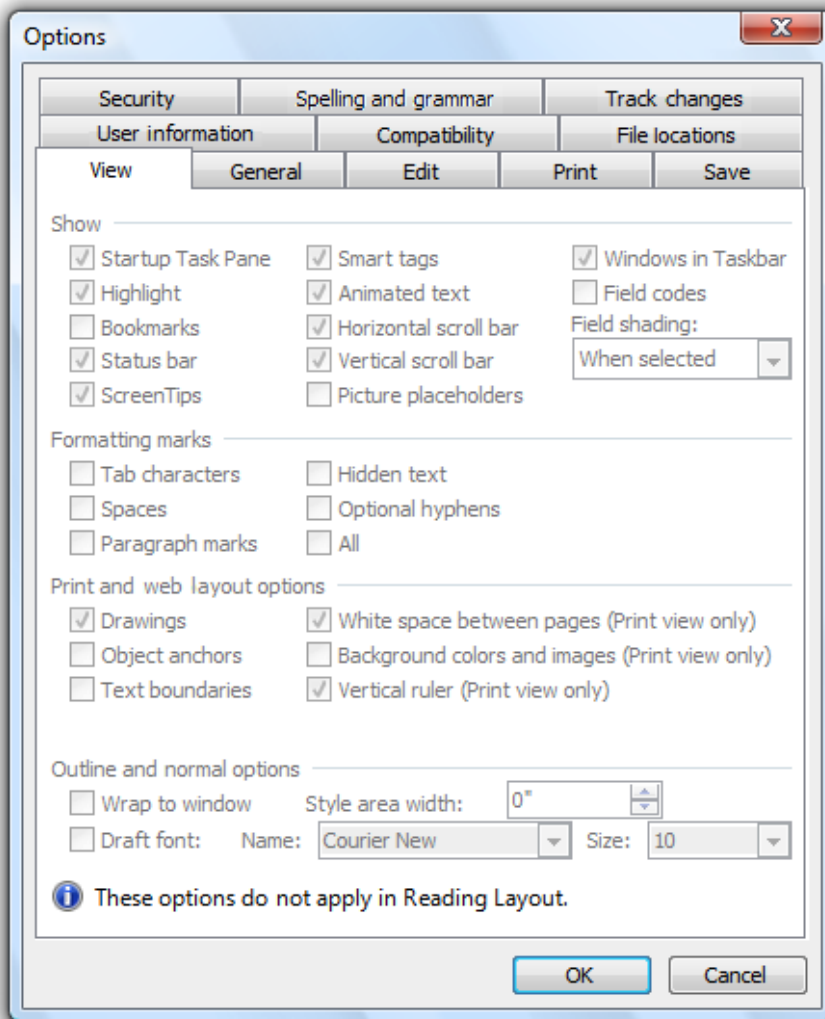 Options
Security Spelling and grammar Track changes
User information Compatibility File locations
View General Edit Print Save
Show
Startup Task Pane Smart tags Windows in Taskbar
Highlight Animated text Field codes
Bookmarks Horizontal scroll bar Field shading:
Status bar Vertical scroll bar When selected
ScreenTips Picture placeholders
Formatting marks
Tab characters Hidden text
Spaces Optional hyphens
Paragraph marks All
Print and web layout options
Drawings White space between pages (Print view only)
Object anchors Background colors and images (Print view only)
Text boundaries Vertical ruler (Print view only)
Outline and normal options
Wrap to window Style area width: 0"
Draft font: Name: Courier New Size: 10
These options do not apply in Reading Layout.
OK Cancel